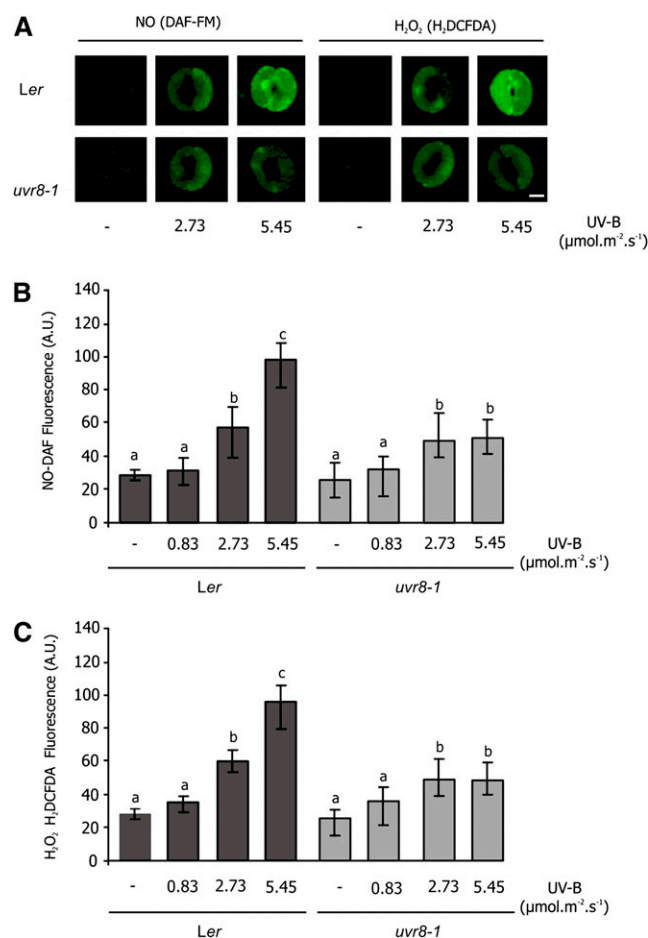 A
NO (DAF-FM) H₂O₂ (H₂DCFDA)
Ler
uvr8-1
- 2.73 5.45 - 2.73 5.45 UV-B
(µmol.m⁻².s⁻¹)
B
NO-DAF Fluorescence (A.U.)
140
120
100
80
60
40
20
0
a a b c a a b b
- 0.83 2.73 5.45 - 0.83 2.73 5.45 UV-B
(µmol.m⁻².s⁻¹)
Ler uvr8-1
C
H₂O₂ H₂DCFDA Fluorescence (A.U.)
140
120
100
80
60
40
20
0
a a b c a a b b
- 0.83 2.73 5.45 - 0.83 2.73 5.45 UV-B
(µmol.m⁻².s⁻¹)
Ler uvr8-1